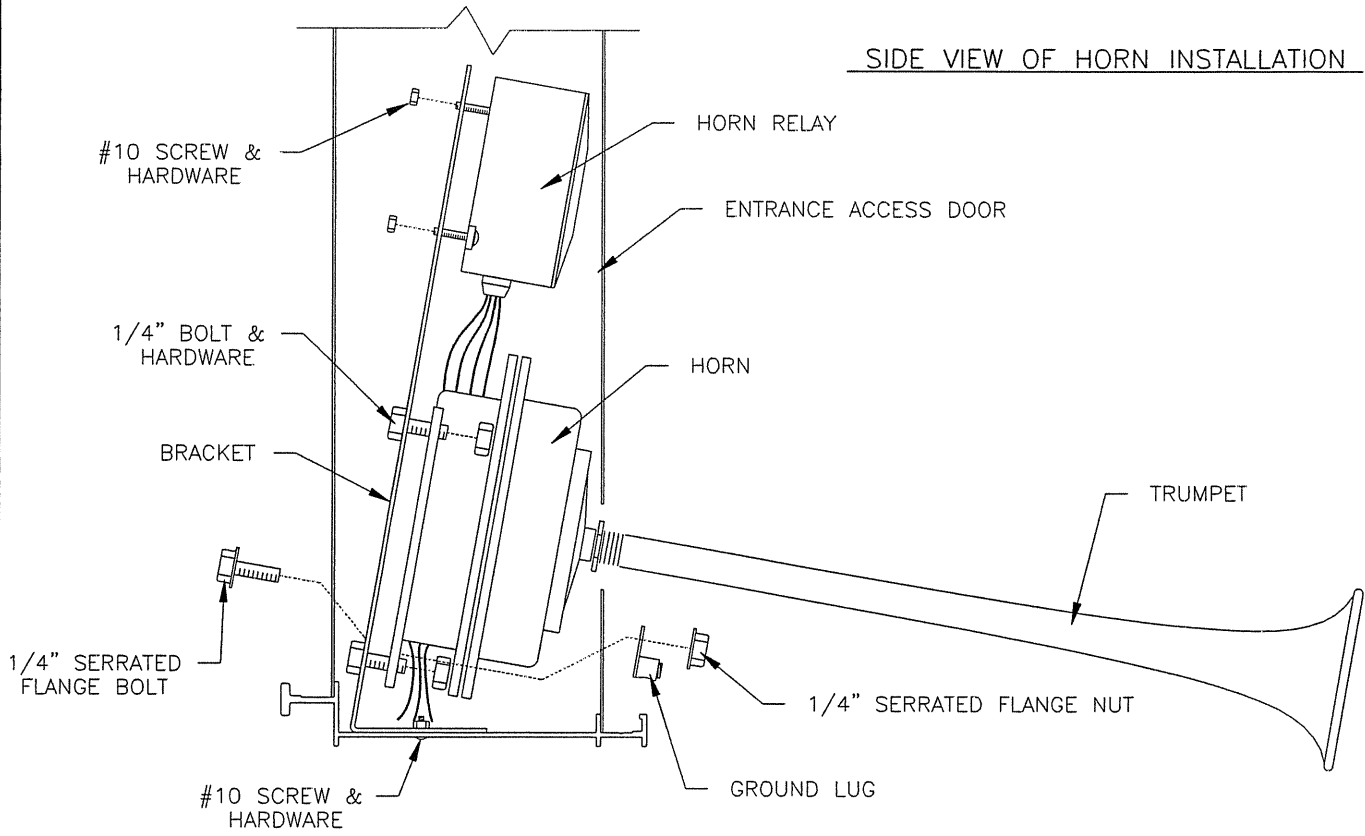 SIDE VIEW OF HORN INSTALLATION
HORN RELAY
#10 SCREW &
HARDWARE
ENTRANCE ACCESS DOOR
1/4" BOLT &
HARDWARE
HORN
BRACKET
TRUMPET
1/4" SERRATED
FLANGE BOLT
1/4" SERRATED FLANGE NUT
GROUND LUG
#10 SCREW &
HARDWARE